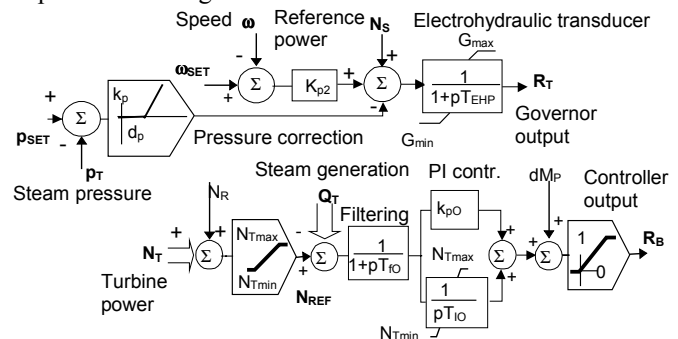 Speed ω Reference power N_S Electrohydraulic transducer
G_max
- + 
ω_SET + Σ K_p2 + Σ 1 / 1+pT_EHP R_T
k_p
d_p
p_SET + Σ - G_min Governor output
- Pressure correction
p_T
Steam pressure
Steam generation PI contr. dM_P Controller output
N_R Q_T k_pO
+ + N_Tmax - Filtering + + 1 R_B
N_T Σ Σ 1 / 1+pT_fO N_Tmax Σ + Σ 0
Turbine power N_Tmin + 1 / pT_IO +
N_REF
N_Tmin